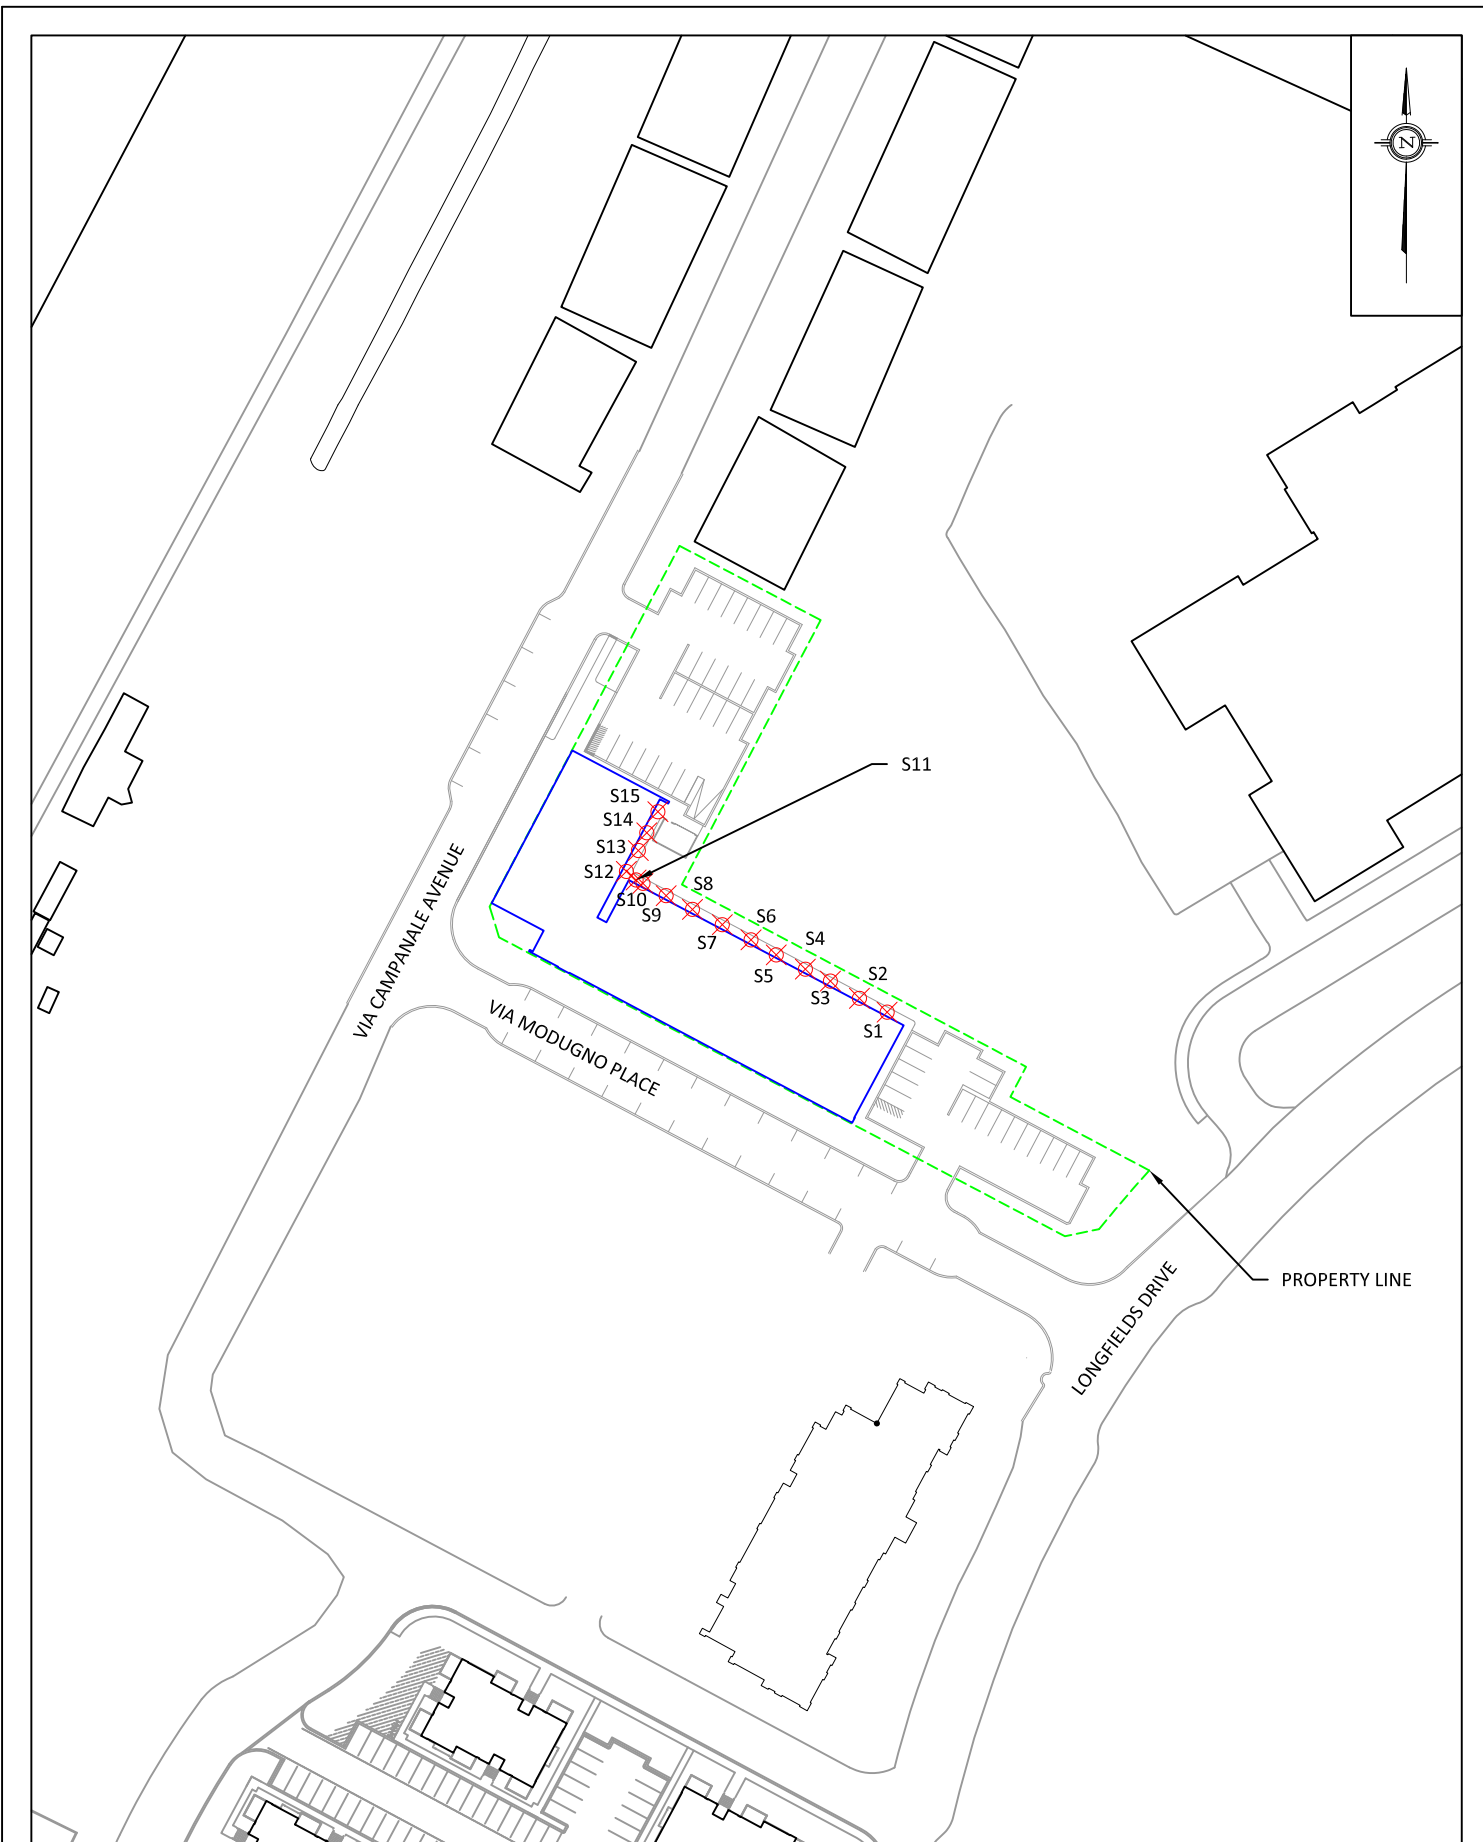 N
S11
S15
S14
S13
S12
S10
S9
S8
S7
S6
S5
S4
S3
S2
S1
VIA CAMPANALE AVENUE
VIA MODUGNO PLACE
PROPERTY LINE
LONGFIELDS DRIVE